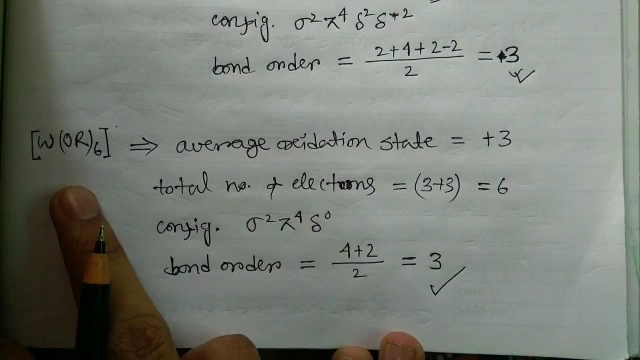 config. σ²π⁴δ²δ*²
bond order = 2+4+2-2/2 = 3
[W(OR)₆] ⇒ average oxidation state = +3
total no. of electrons = (3+3) = 6
config. σ²π⁴δ⁰
bond order = 4+2/2 = 3